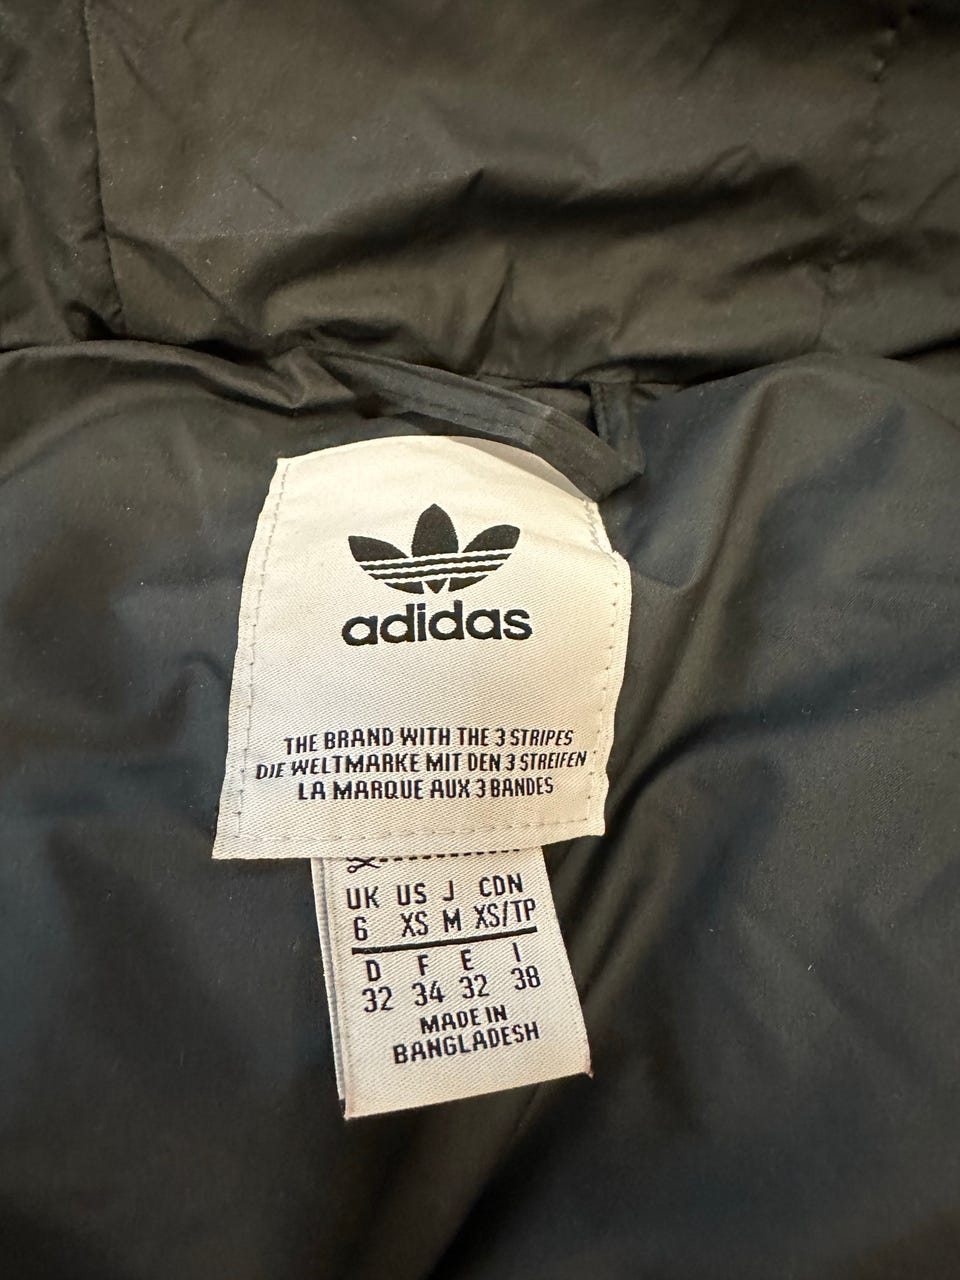 adidas
THE BRAND WITH THE 3 STRIPES
DIE WELTMARKE MIT DEN 3 STREIFEN
LA MARQUE AUX 3 BANDES
UK US J CDN
6 XS M XS/TP
D F E I
32 34 32 38
MADE IN
BANGLADESH